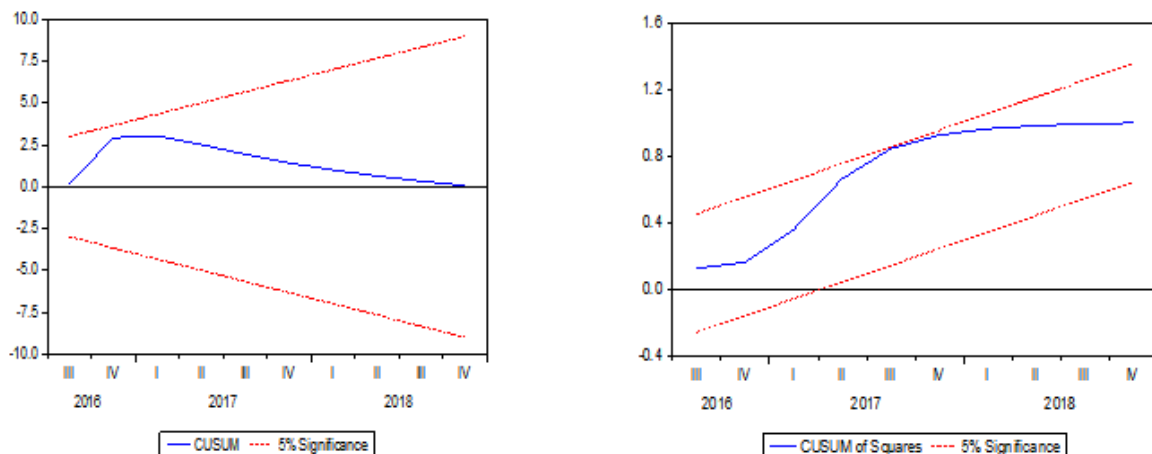 10.0
7.5
5.0
2.5
0.0
-2.5
-5.0
-7.5
-10.0
III IV I II III IV I II III IV
2016 2017 2018
CUSUM 5% Significance
1.6
1.2
0.8
0.4
0.0
-0.4
III IV I II III IV I II III IV
2016 2017 2018
CUSUM of Squares 5% Significance